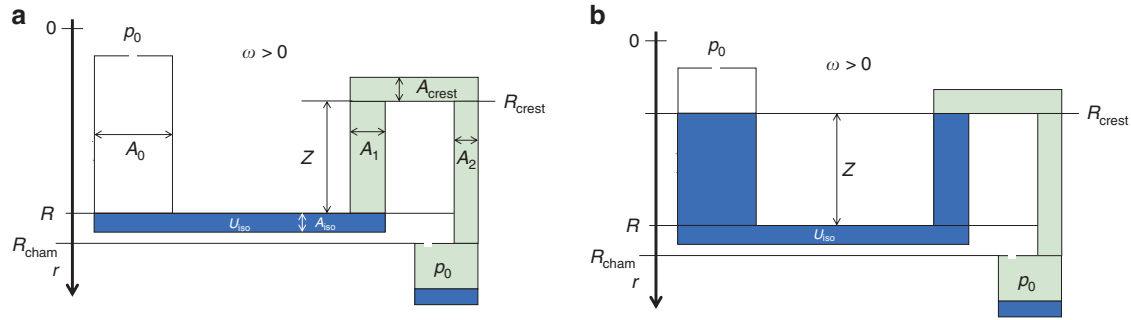 a
0
p0
ω > 0
Acrest
Rcrest
A0
Z
A1
A2
R
Uiso
Aiso
Rcham
r
p0
b
0
p0
ω > 0
Rcrest
Z
R
Uiso
Rcham
r
p0